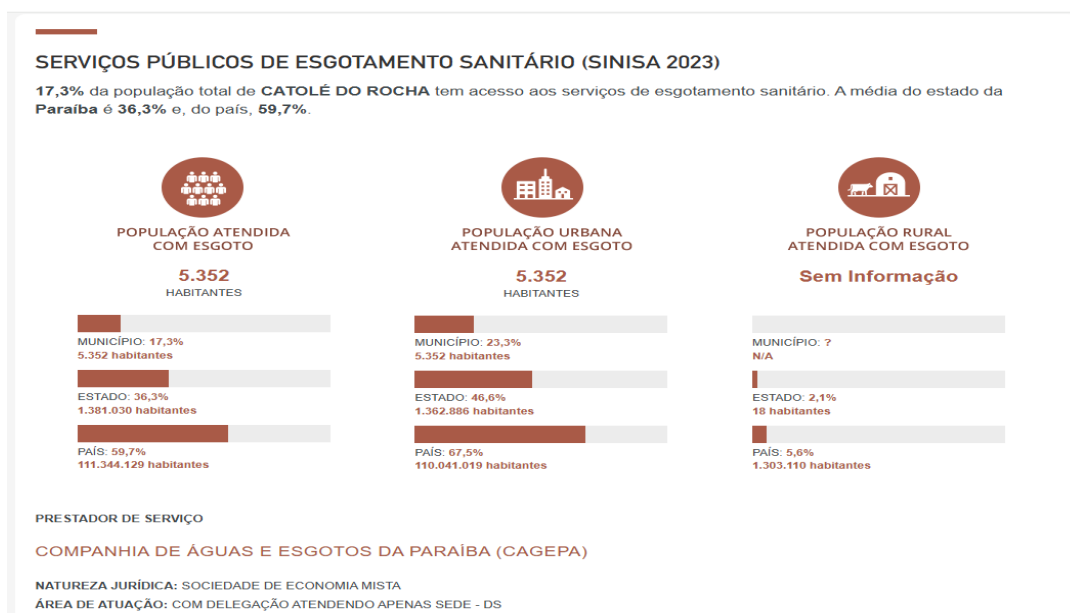 SERVIÇOS PÚBLICOS DE ESGOTAMENTO SANITÁRIO (SINISA 2023)
17,3% da população total de CATOLÉ DO ROCHA tem acesso aos serviços de esgotamento sanitário. A média do estado da
Paraíba é 36,3% e, do país, 59,7%.
POPULAÇÃO ATENDIDA
COM ESGOTO
5.352
HABITANTES
MUNICÍPIO: 17,3%
5.352 habitantes
ESTADO: 36,3%
1.381.030 habitantes
PAÍS: 59,7%
111.344.129 habitantes
POPULAÇÃO URBANA
ATENDIDA COM ESGOTO
5.352
HABITANTES
MUNICÍPIO: 23,3%
5.352 habitantes
ESTADO: 46,6%
1.362.886 habitantes
PAÍS: 67,5%
110.041.019 habitantes
POPULAÇÃO RURAL
ATENDIDA COM ESGOTO
Sem Informação
MUNICÍPIO: ?
N/A
ESTADO: 2,1%
18 habitantes
PAÍS: 5,6%
1.303.110 habitantes
PRESTADOR DE SERVIÇO
COMPANHIA DE ÁGUAS E ESGOTOS DA PARAÍBA (CAGEPA)
NATUREZA JURÍDICA: SOCIEDADE DE ECONOMIA MISTA
ÁREA DE ATUAÇÃO: COM DELEGAÇÃO ATENDENDO APENAS SEDE - DS